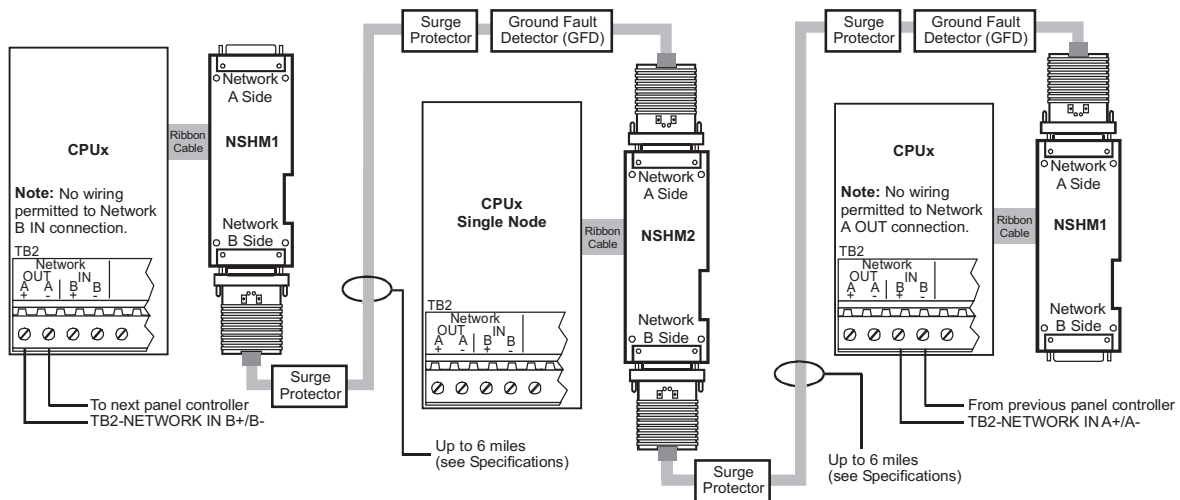 Surge
Protector
Ground Fault
Detector (GFD)
Surge
Protector
Ground Fault
Detector (GFD)
CPUx
Note: No wiring
permitted to Network
B IN connection.
TB2
Network
OUT IN
A A B B
+ - + -
Ribbon
Cable
Network
A Side
NSHM1
Network
B Side
To next panel controller
TB2-NETWORK IN B+/B-
Surge
Protector
Up to 6 miles
(see Specifications)
CPUx
Single Node
TB2
Network
OUT IN
A A B B
+ - + -
Ribbon
Cable
Network
A Side
NSHM2
Network
B Side
Surge
Protector
Up to 6 miles
(see Specifications)
CPUx
Note: No wiring
permitted to Network
A OUT connection.
TB2
Network
OUT IN
A A B B
+ - + -
Ribbon
Cable
Network
A Side
NSHM1
Network
B Side
From previous panel controller
TB2-NETWORK IN A+/A-